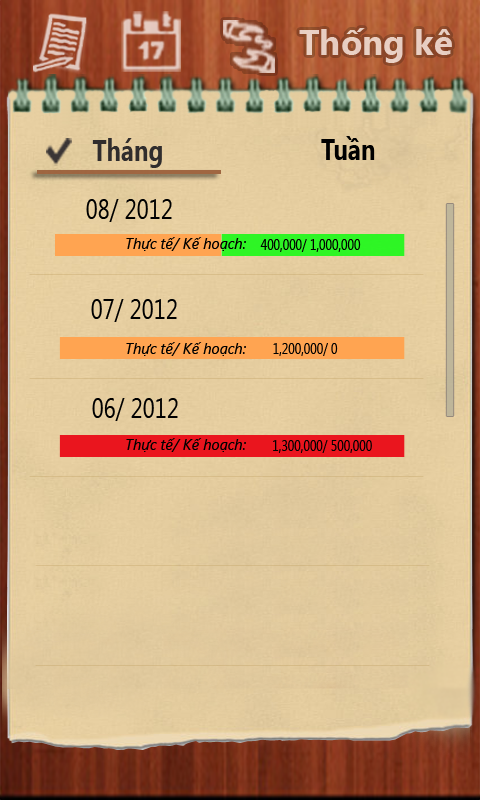 17
Thống kê
Tháng
Tuần
08/ 2012
Thực tế/ Kế hoạch: 400,000/ 1,000,000
07/ 2012
Thực tế/ Kế hoạch: 1,200,000/ 0
06/ 2012
Thực tế/ Kế hoạch: 1,300,000/ 500,000